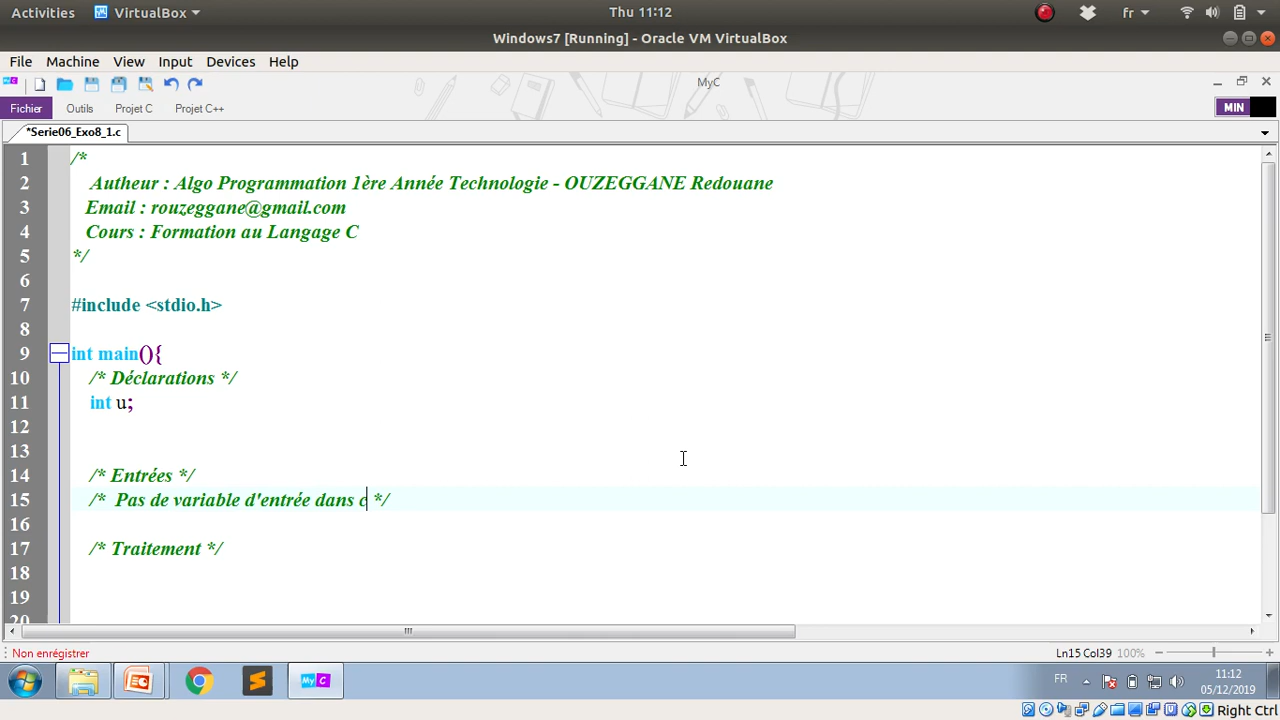 Activities VirtualBox Thu 11:12 fr
Windows7 [Running] - Oracle VM VirtualBox
File Machine View Input Devices Help
MyC
Fichier Outils Projet C Projet C++ MIN
*Serie06_Exo8_1.c
1 /*
2 Autheur : Algo Programmation 1ère Année Technologie - OUZEGGANE Redouane
3 Email : rouzeggane@gmail.com
4 Cours : Formation au Langage C
5 */
6
7 #include <stdio.h>
8
9 int main(){
10 /* Déclarations */
11 int u;
12
13
14 /* Entrées */
15 /* Pas de variable d'entrée dans c */
16
17 /* Traitement */
18
19
20
Non enrégistrer Ln15 Col39 100%
MyC FR 11:12
05/12/2019
Right Ctrl